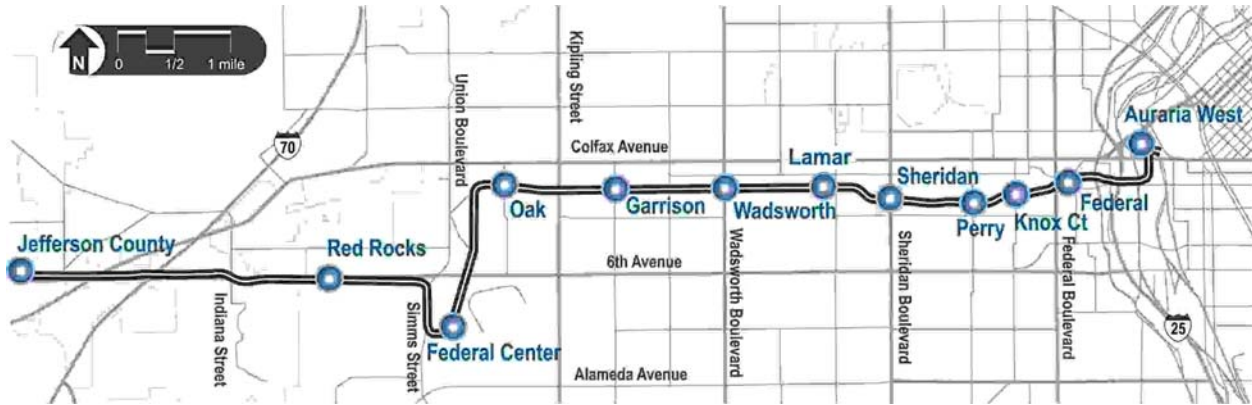 N
0 1/2 1 mile
70
Union Boulevard
Kipling Street
Colfax Avenue
Auraria West
Lamar
Oak
Garrison
Wadsworth
Sheridan
Perry
Knox Ct
Federal
Jefferson County
Red Rocks
6th Avenue
Indiana Street
Simms Street
Federal Center
Wadsworth Boulevard
Sheridan Boulevard
Federal Boulevard
25
Alameda Avenue